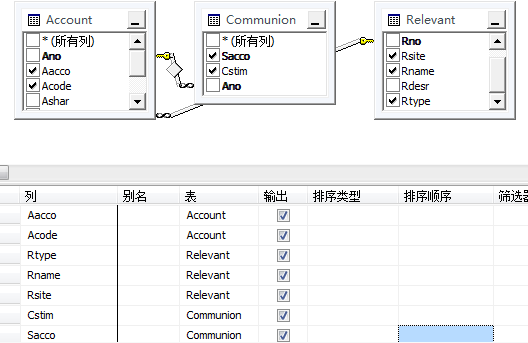 Account
* (所有列)
Ano
Aacco
Acode
Ashar
Communion
* (所有列)
Sacco
Cstim
Ano
Relevant
Rno
Rsite
Rname
Rdesr
Rtype
列 别名 表 输出 排序类型 排序顺序 筛选器
Aacco Account
Acode Account
Rtype Relevant
Rname Relevant
Rsite Relevant
Cstim Communion
Sacco Communion